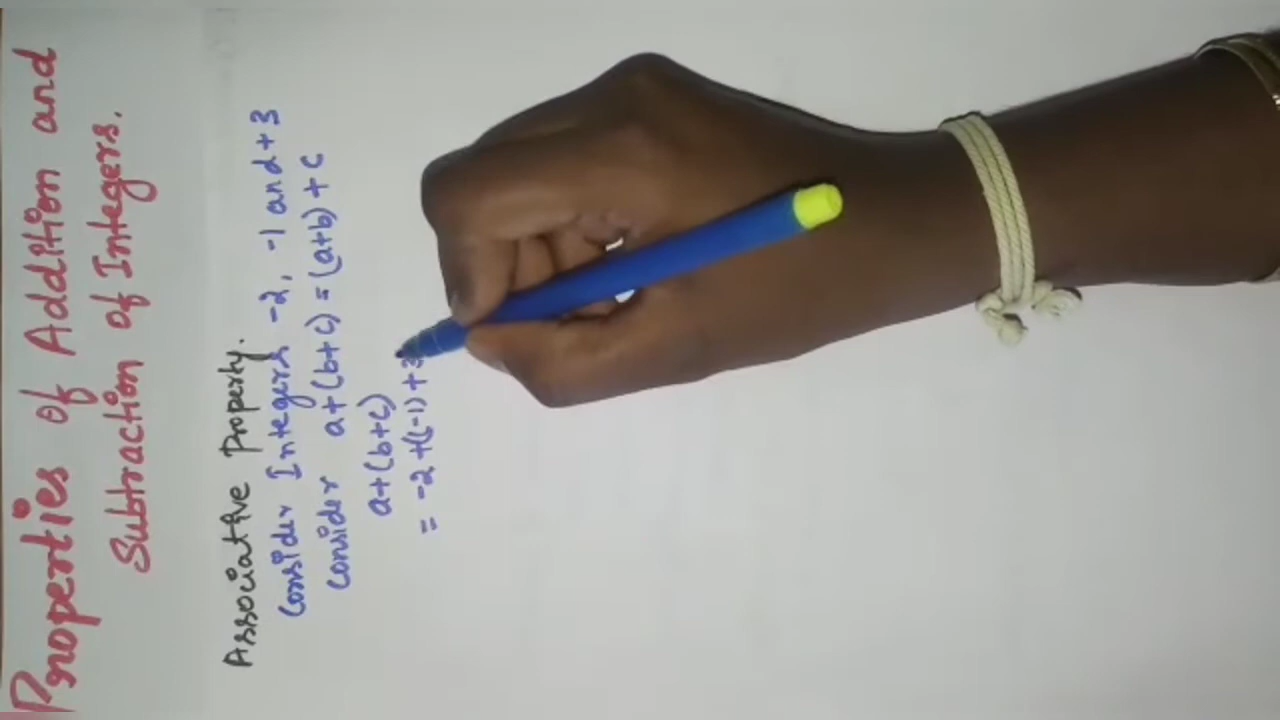 Properties of Addition and
Subtraction of Integers.
Associative Property.
Consider Integers -2, -1 and +3
Consider a+(b+c) = (a+b)+c
a+(b+c)
= -2+(-1)+3